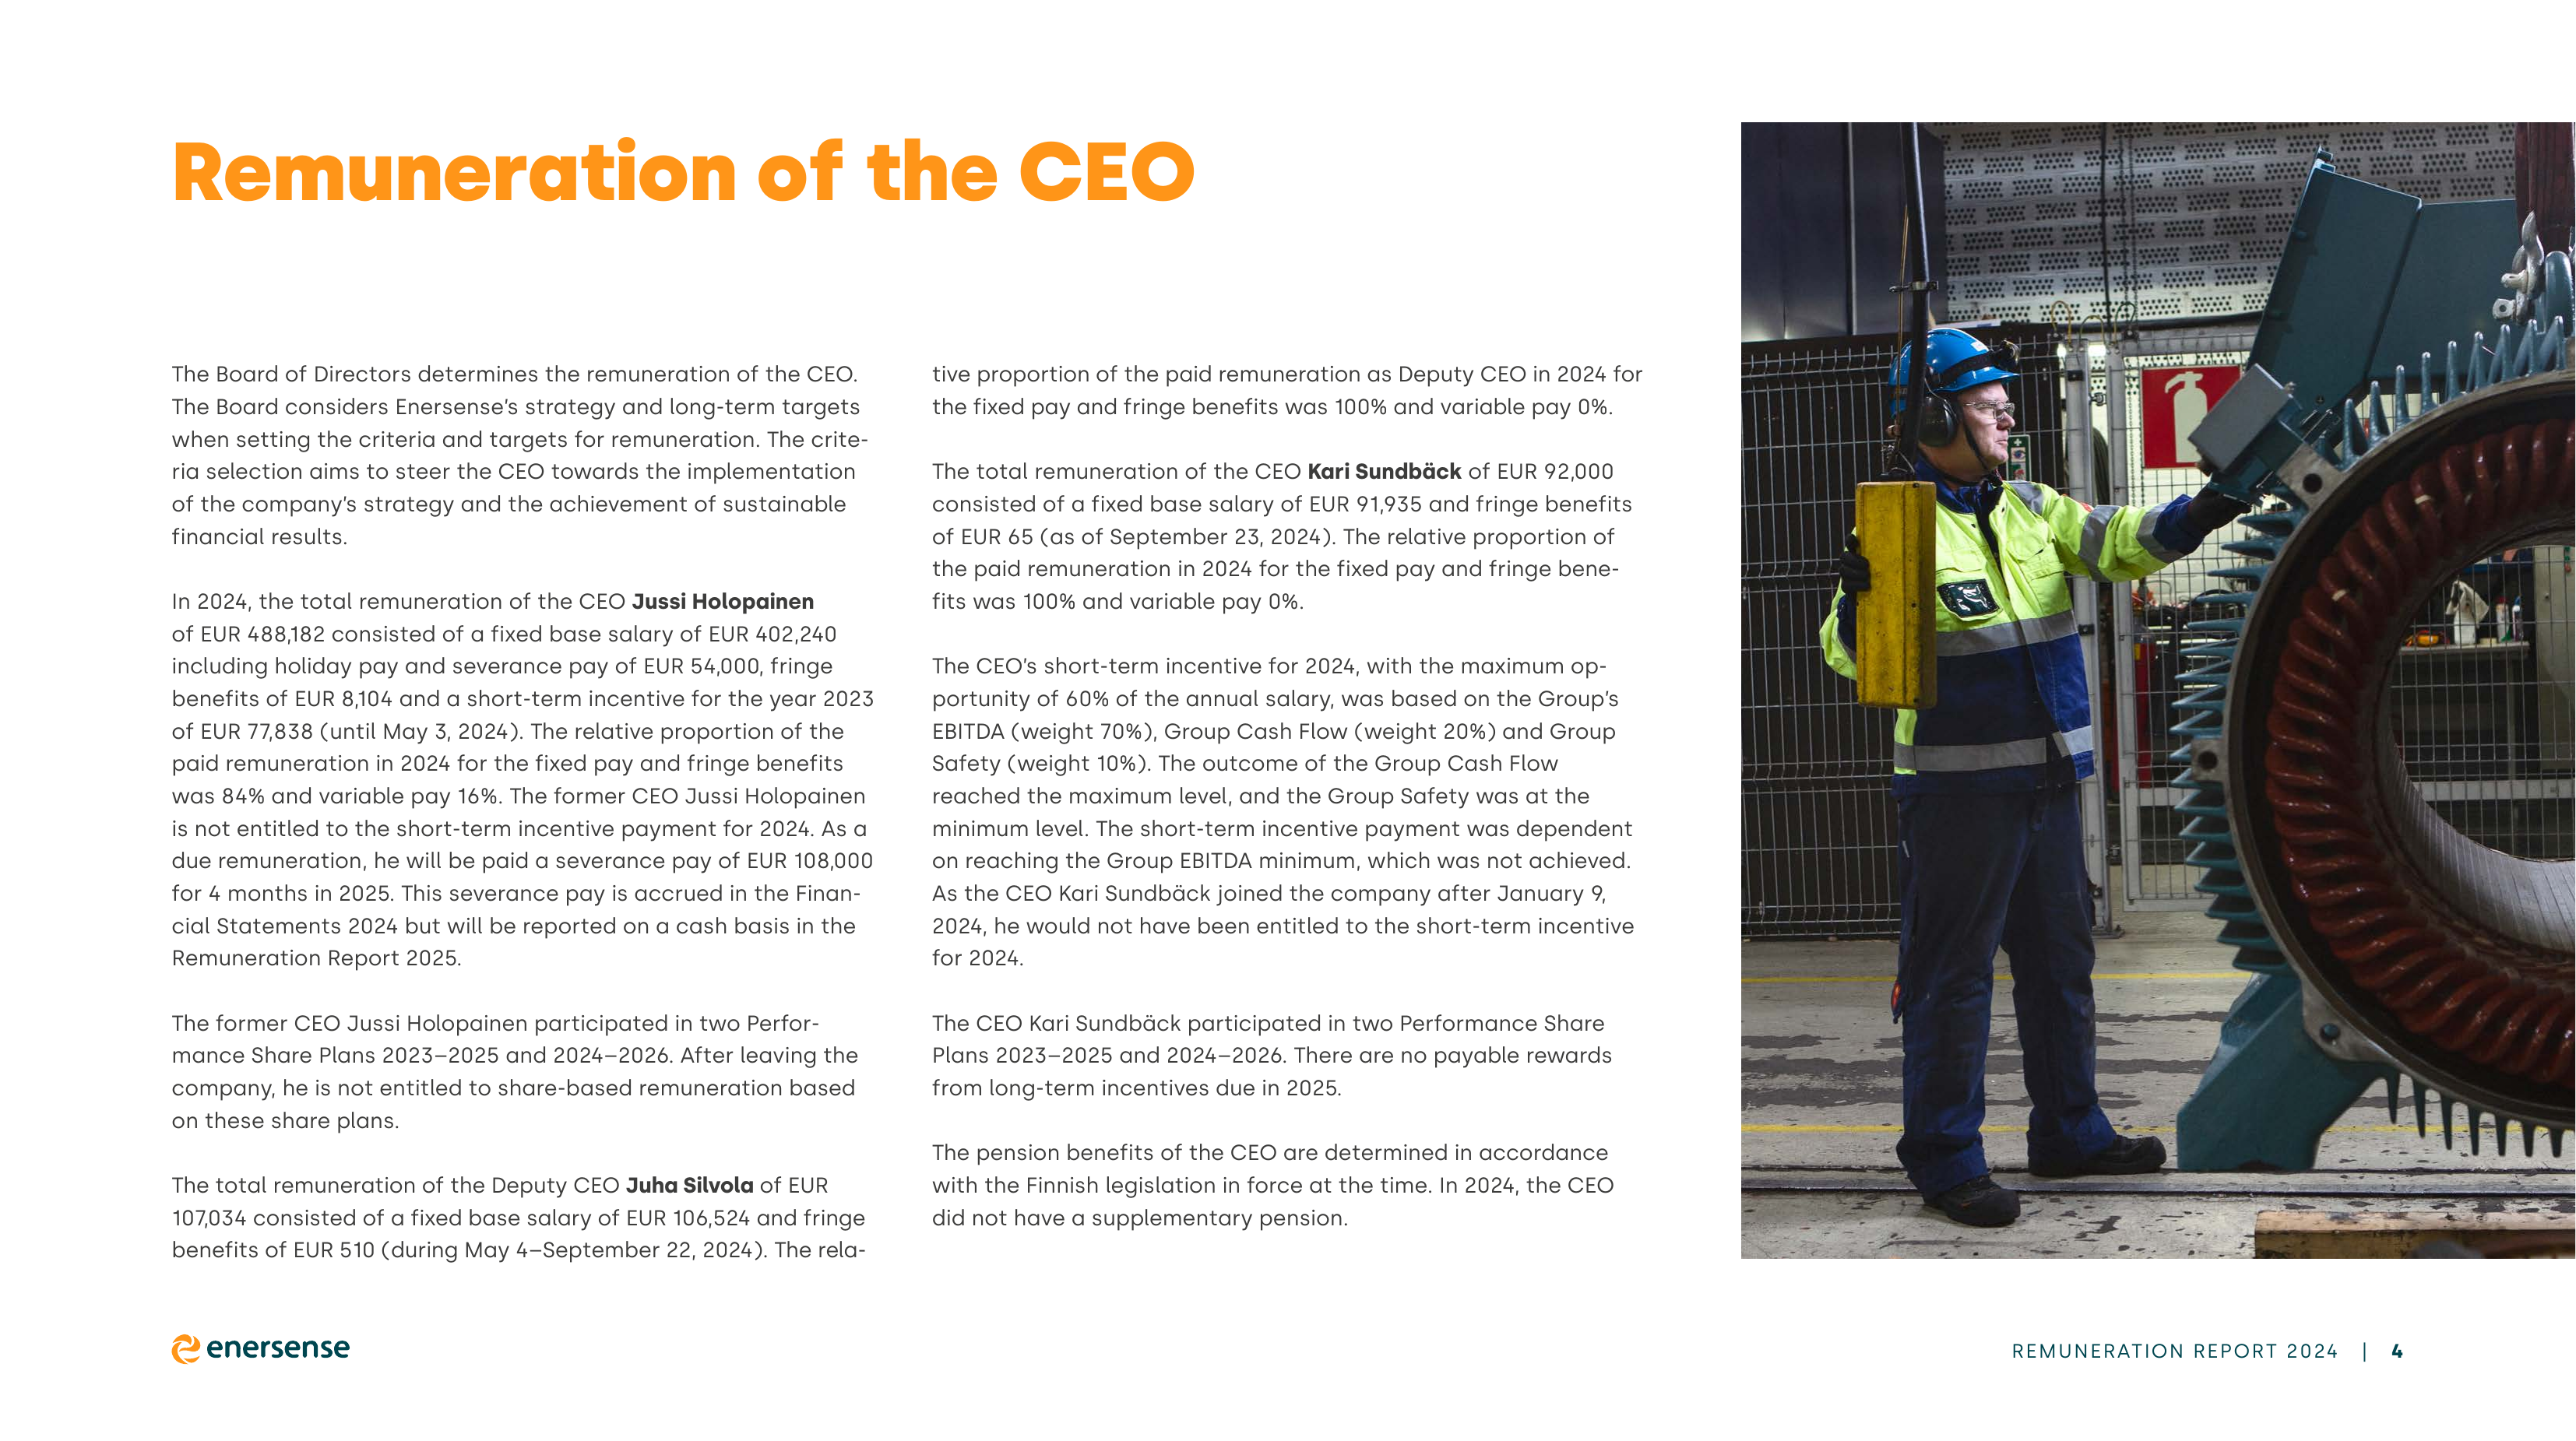 Remuneration of the CEO
The Board of Directors determines the remuneration of the CEO.
The Board considers Enersense’s strategy and long-term targets
when setting the criteria and targets for remuneration. The crite-
ria selection aims to steer the CEO towards the implementation
of the company’s strategy and the achievement of sustainable
financial results.
In 2024, the total remuneration of the CEO Jussi Holopainen
of EUR 488,182 consisted of a fixed base salary of EUR 402,240
including holiday pay and severance pay of EUR 54,000, fringe
benefits of EUR 8,104 and a short-term incentive for the year 2023
of EUR 77,838 (until May 3, 2024). The relative proportion of the
paid remuneration in 2024 for the fixed pay and fringe benefits
was 84% and variable pay 16%. The former CEO Jussi Holopainen
is not entitled to the short-term incentive payment for 2024. As a
due remuneration, he will be paid a severance pay of EUR 108,000
for 4 months in 2025. This severance pay is accrued in the Finan-
cial Statements 2024 but will be reported on a cash basis in the
Remuneration Report 2025.
The former CEO Jussi Holopainen participated in two Perfor-
mance Share Plans 2023–2025 and 2024–2026. After leaving the
company, he is not entitled to share-based remuneration based
on these share plans.
The total remuneration of the Deputy CEO Juha Silvola of EUR
107,034 consisted of a fixed base salary of EUR 106,524 and fringe
benefits of EUR 510 (during May 4–September 22, 2024). The rela-
tive proportion of the paid remuneration as Deputy CEO in 2024 for
the fixed pay and fringe benefits was 100% and variable pay 0%.
The total remuneration of the CEO Kari Sundbäck of EUR 92,000
consisted of a fixed base salary of EUR 91,935 and fringe benefits
of EUR 65 (as of September 23, 2024). The relative proportion of
the paid remuneration in 2024 for the fixed pay and fringe bene-
fits was 100% and variable pay 0%.
The CEO’s short-term incentive for 2024, with the maximum op-
portunity of 60% of the annual salary, was based on the Group’s
EBITDA (weight 70%), Group Cash Flow (weight 20%) and Group
Safety (weight 10%). The outcome of the Group Cash Flow
reached the maximum level, and the Group Safety was at the
minimum level. The short-term incentive payment was dependent
on reaching the Group EBITDA minimum, which was not achieved.
As the CEO Kari Sundbäck joined the company after January 9,
2024, he would not have been entitled to the short-term incentive
for 2024.
The CEO Kari Sundbäck participated in two Performance Share
Plans 2023–2025 and 2024–2026. There are no payable rewards
from long-term incentives due in 2025.
The pension benefits of the CEO are determined in accordance
with the Finnish legislation in force at the time. In 2024, the CEO
did not have a supplementary pension.
enersense
REMUNERATION REPORT 2024 | 4